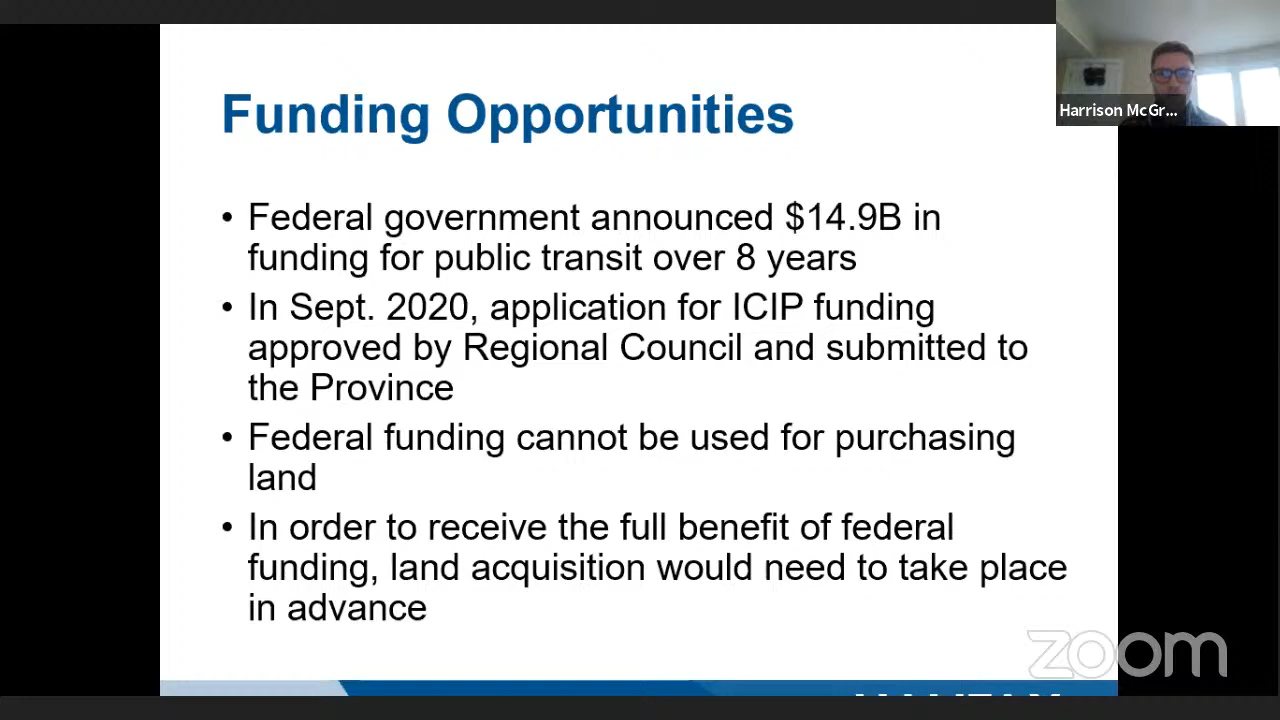 Funding Opportunities
Harrison McGr...
• Federal government announced $14.9B in
funding for public transit over 8 years
• In Sept. 2020, application for ICIP funding
approved by Regional Council and submitted to
the Province
• Federal funding cannot be used for purchasing
land
• In order to receive the full benefit of federal
funding, land acquisition would need to take place
in advance
zoom